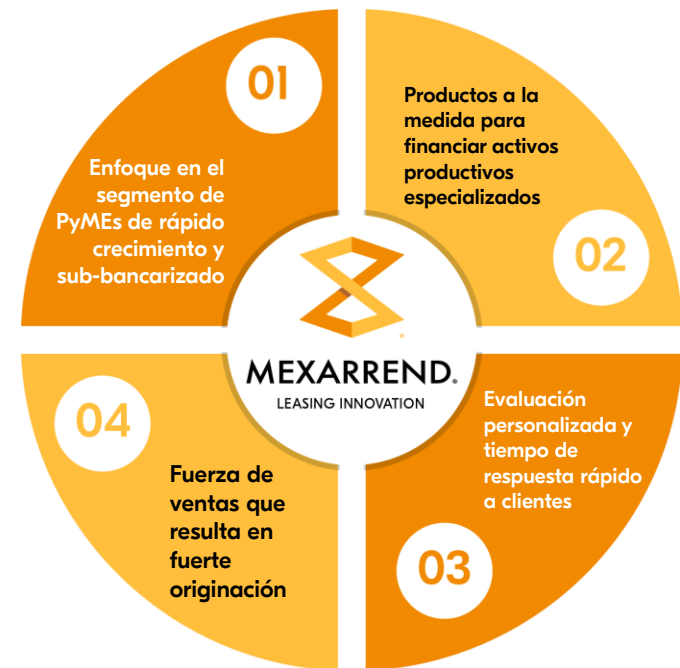 01
Enfoque en el
segmento de
PyMEs de rápido
crecimiento y
sub-bancarizado
Productos a la
medida para
financiar activos
productivos
especializados
02
MEXARREND®
LEASING INNOVATION
Evaluación
personalizada y
tiempo de
respuesta rápido
a clientes
03
04
Fuerza de
ventas que
resulta en
fuerte
originación